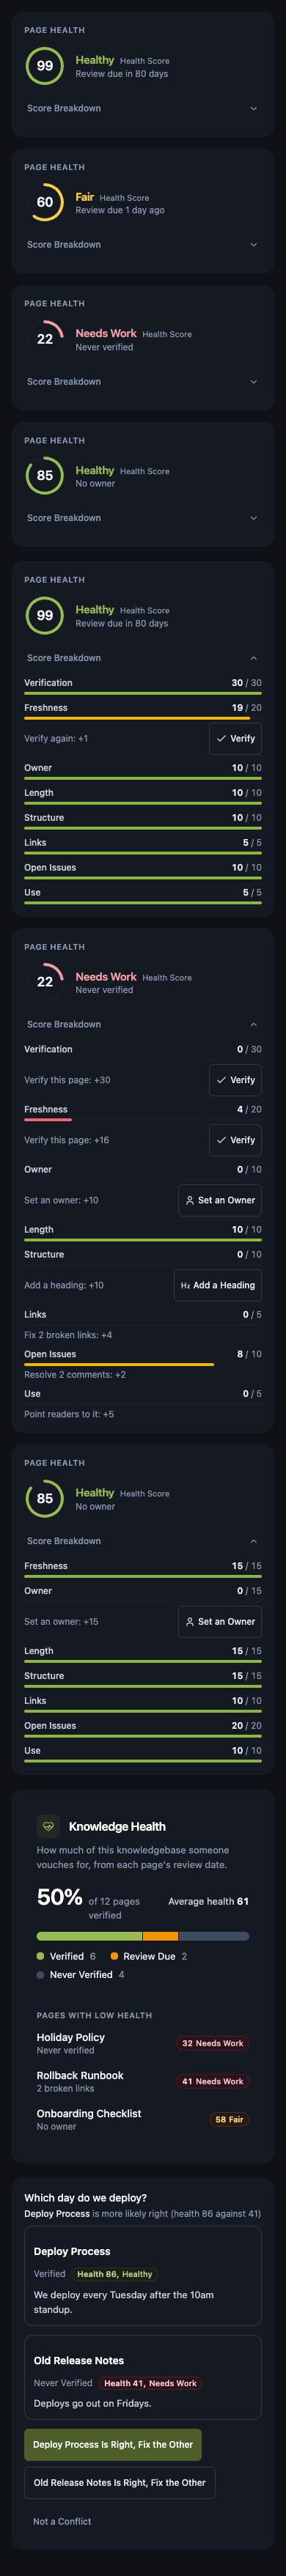 PAGE HEALTH
99
Healthy Health Score
Review due in 80 days
Score Breakdown
PAGE HEALTH
60
Fair Health Score
Review due 1 day ago
Score Breakdown
PAGE HEALTH
22
Needs Work Health Score
Never verified
Score Breakdown
PAGE HEALTH
85
Healthy Health Score
No owner
Score Breakdown
PAGE HEALTH
99
Healthy Health Score
Review due in 80 days
Score Breakdown
Verification 30 / 30
Freshness 19 / 20
Verify again: +1 Verify
Owner 10 / 10
Length 10 / 10
Structure 10 / 10
Links 5 / 5
Open Issues 10 / 10
Use 5 / 5
PAGE HEALTH
22
Needs Work Health Score
Never verified
Score Breakdown
Verification 0 / 30
Verify this page: +30 Verify
Freshness 4 / 20
Verify this page: +16 Verify
Owner 0 / 10
Set an owner: +10 Set an Owner
Length 10 / 10
Structure 0 / 10
Add a heading: +10 H2 Add a Heading
Links 0 / 5
Fix 2 broken links: +4
Open Issues 8 / 10
Resolve 2 comments: +2
Use 0 / 5
Point readers to it: +5
PAGE HEALTH
85
Healthy Health Score
No owner
Score Breakdown
Freshness 15 / 15
Owner 0 / 15
Set an owner: +15 Set an Owner
Length 15 / 15
Structure 15 / 15
Links 10 / 10
Open Issues 20 / 20
Use 10 / 10
Knowledge Health
How much of this knowledgebase someone
vouches for, from each page's review date.
50% of 12 pages verified Average health 61
Verified 6 Review Due 2
Never Verified 4
PAGES WITH LOW HEALTH
Holiday Policy
Never verified
32 Needs Work
Rollback Runbook
2 broken links
41 Needs Work
Onboarding Checklist
No owner
58 Fair
Which day do we deploy?
Deploy Process is more likely right (health 86 against 41)
Deploy Process
Verified Health 86, Healthy
We deploy every Tuesday after the 10am
standup.
Old Release Notes
Never Verified Health 41, Needs Work
Deploys go out on Fridays.
Deploy Process Is Right, Fix the Other
Old Release Notes Is Right, Fix the Other
Not a Conflict